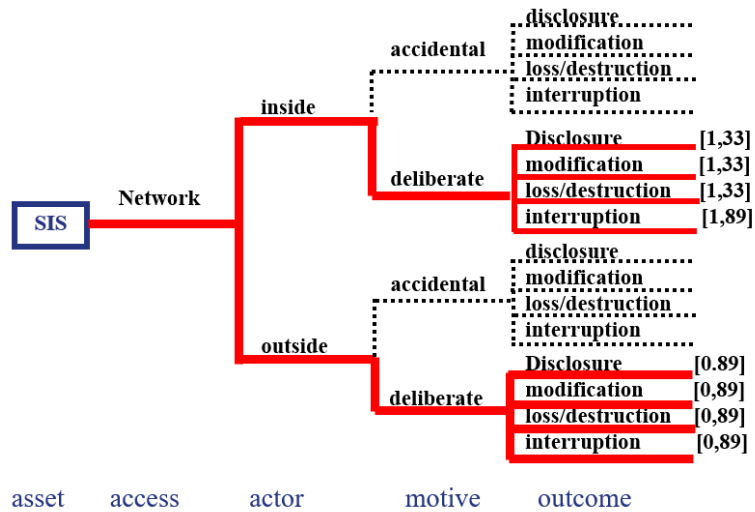 disclosure
accidental modification
loss/destruction
interruption
inside
Disclosure [1,33]
modification [1,33]
deliberate loss/destruction [1,33]
Network interruption [1,89]
SIS
disclosure
accidental modification
loss/destruction
interruption
outside
Disclosure [0.89]
modification [0,89]
deliberate loss/destruction [0,89]
interruption [0,89]
asset access actor motive outcome